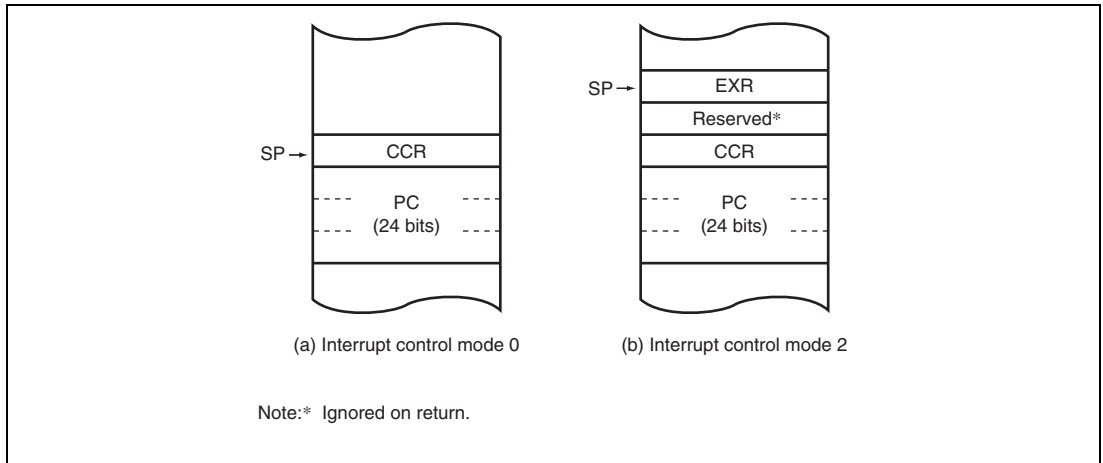 SP→ CCR
PC
(24 bits)
(a) Interrupt control mode 0
SP→ EXR
Reserved*
CCR
PC
(24 bits)
(b) Interrupt control mode 2
Note:* Ignored on return.